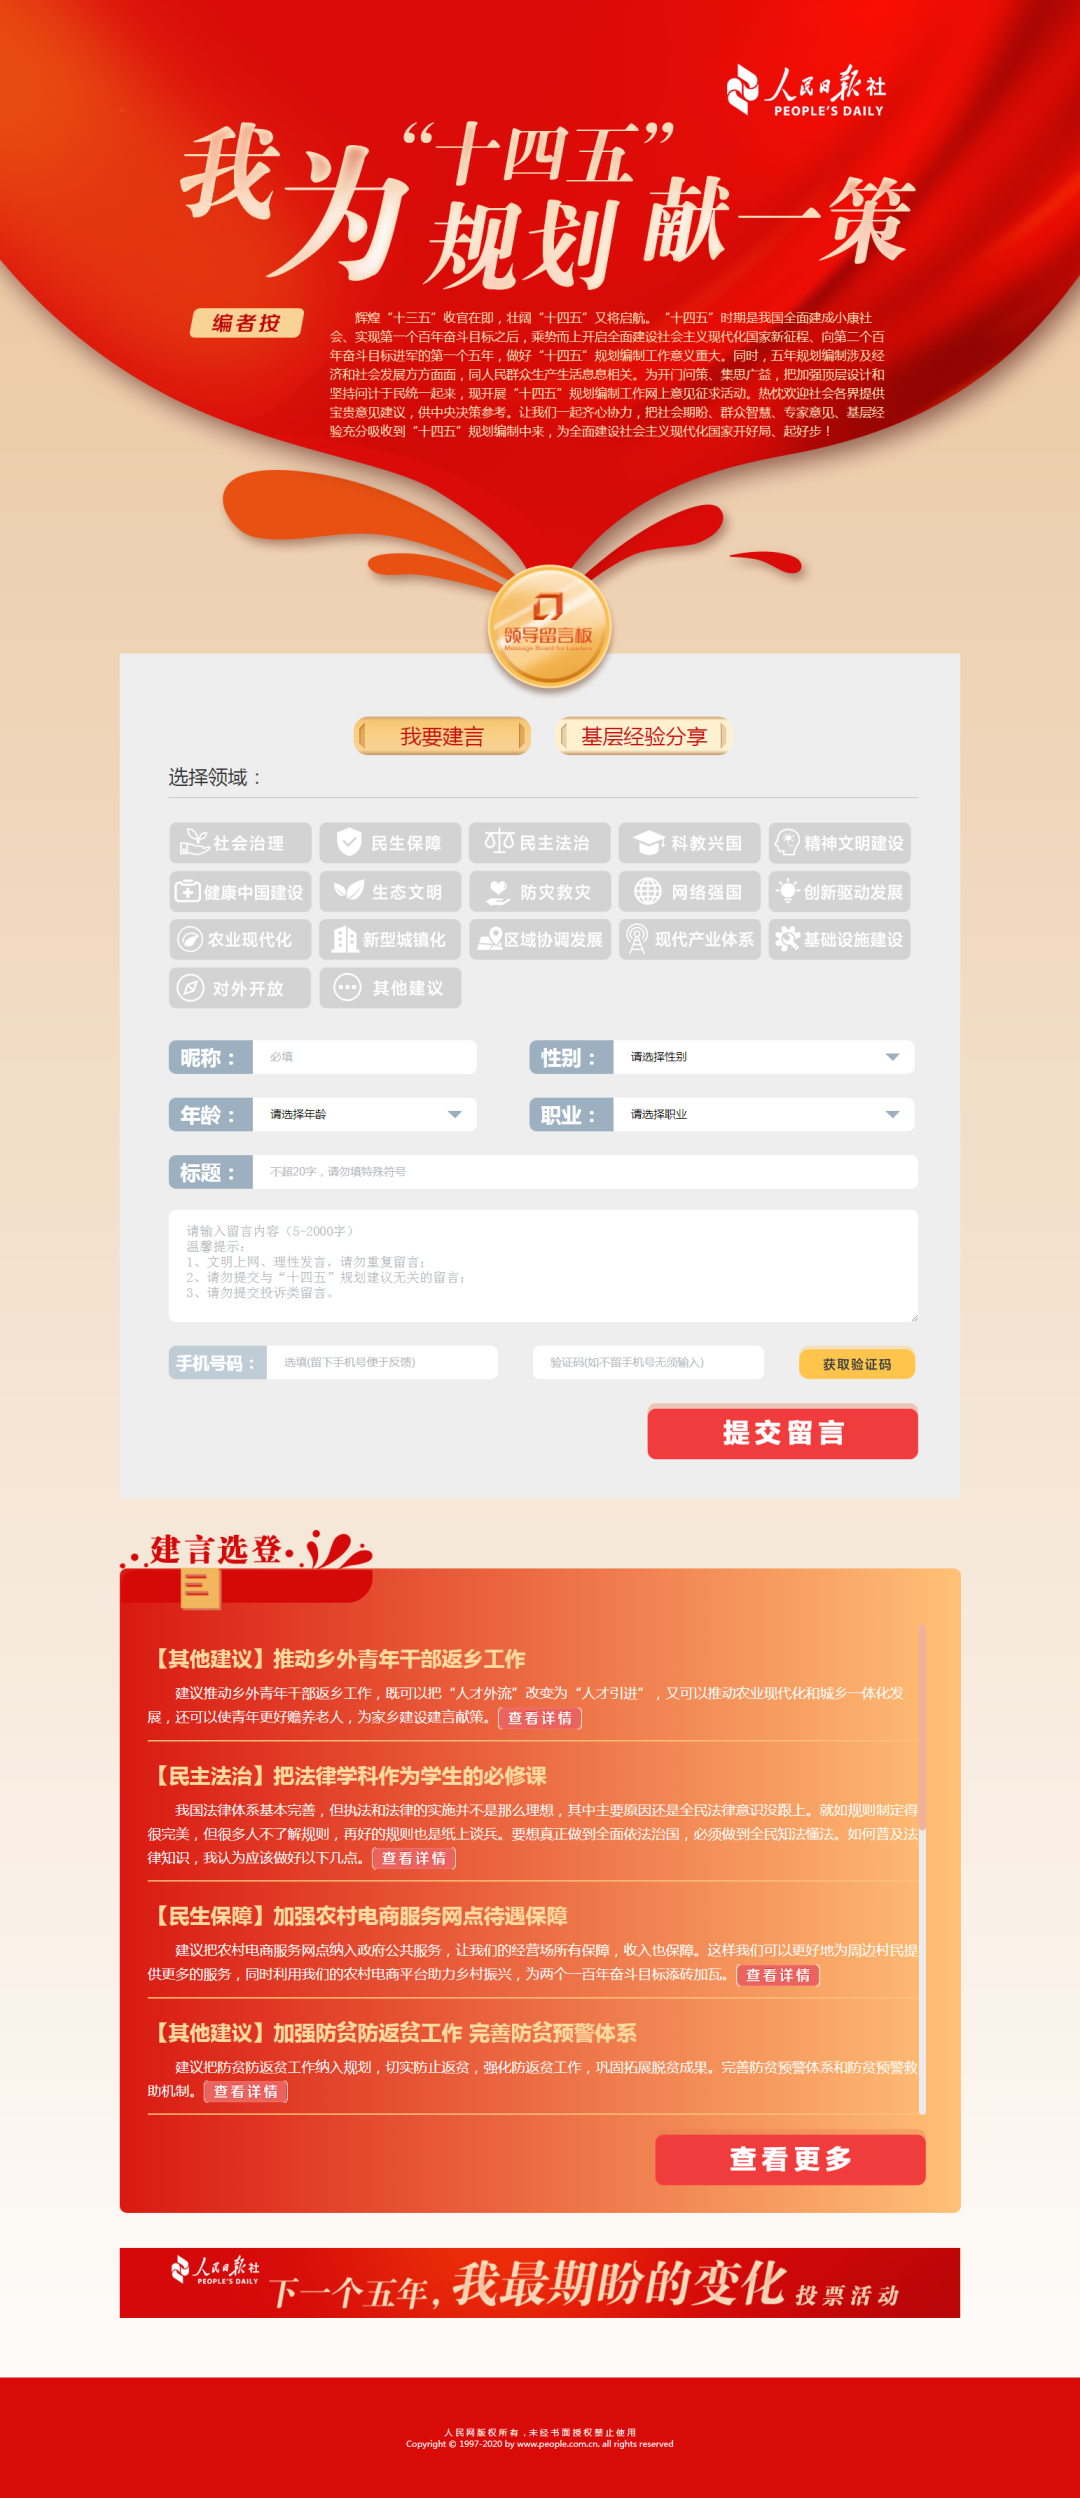 人民日报社
PEOPLE'S DAILY
我为“十四五”规划献一策
编者按
辉煌“十三五”收官在即，壮阔“十四五”又将启航。“十四五”时期是我国全面建成小康社
会、实现第一个百年奋斗目标之后，乘势而上开启全面建设社会主义现代化国家新征程、向第二个百
年奋斗目标进军的第一个五年，做好“十四五”规划编制工作意义重大。同时，五年规划编制涉及经
济和社会发展方方面面，同人民群众生产生活息息相关。为开门问策、集思广益，把加强顶层设计和
坚持问计于民统一起来，现开展“十四五”规划编制工作网上意见征求活动。热忱欢迎社会各界提供
宝贵意见建议，供中央决策参考。让我们一起齐心协力，把社会期盼、群众智慧、专家意见、基层经
验充分吸收到“十四五”规划编制中来，为全面建设社会主义现代化国家开好局、起好步！
领导留言板
Message Board for Leaders
我要建言 基层经验分享
选择领域：
社会治理 民生保障 民主法治 科教兴国 精神文明建设
健康中国建设 生态文明 防灾救灾 网络强国 创新驱动发展
农业现代化 新型城镇化 区域协调发展 现代产业体系 基础设施建设
对外开放 其他建议
昵称： 必填 性别： 请选择性别
年龄： 请选择年龄 职业： 请选择职业
标题： 不超20字，请勿填特殊符号
请输入留言内容（5-2000字）
温馨提示：
1、文明上网、理性发言，请勿重复留言；
2、请勿提交与“十四五”规划建议无关的留言；
3、请勿提交投诉类留言。
手机号码： 选填(留下手机号便于反馈) 验证码(如不留手机号无须输入) 获取验证码
提交留言
建言选登
【其他建议】推动乡外青年干部返乡工作
建议推动乡外青年干部返乡工作，既可以把“人才外流”改变为“人才引进”，又可以推动农业现代化和城乡一体化发
展，还可以使青年更好赡养老人，为家乡建设建言献策。 查看详情
【民主法治】把法律学科作为学生的必修课
我国法律体系基本完善，但执法和法律的实施并不是那么理想，其中主要原因还是全民法律意识没跟上。就如规则制定得
很完美，但很多人不了解规则，再好的规则也是纸上谈兵。要想真正做到全面依法治国，必须做到全民知法懂法。如何普及法
律知识，我认为应该做好以下几点。 查看详情
【民生保障】加强农村电商服务网点待遇保障
建议把农村电商服务网点纳入政府公共服务，让我们的经营场所有保障，收入也保障。这样我们可以更好地为周边村民提
供更多的服务，同时利用我们的农村电商平台助力乡村振兴，为两个一百年奋斗目标添砖加瓦。 查看详情
【其他建议】加强防贫防返贫工作 完善防贫预警体系
建议把防贫防返贫工作纳入规划，切实防止返贫，强化防返贫工作，巩固拓展脱贫成果。完善防贫预警体系和防贫预警救
助机制。 查看详情
查看更多
人民日报社
PEOPLE'S DAILY
下一个五年，我最期盼的变化 投票活动
人民网版权所有，未经书面授权禁止使用
Copyright © 1997-2020 by www.people.com.cn. all rights reserved